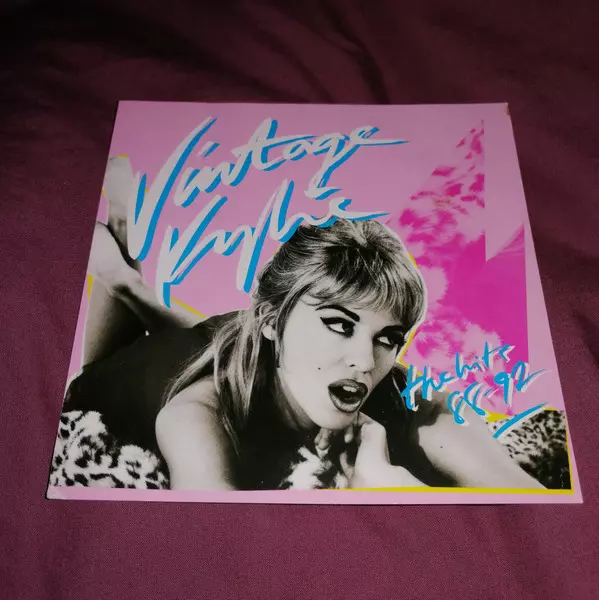 Vintage
Kylie
the hits
88-92